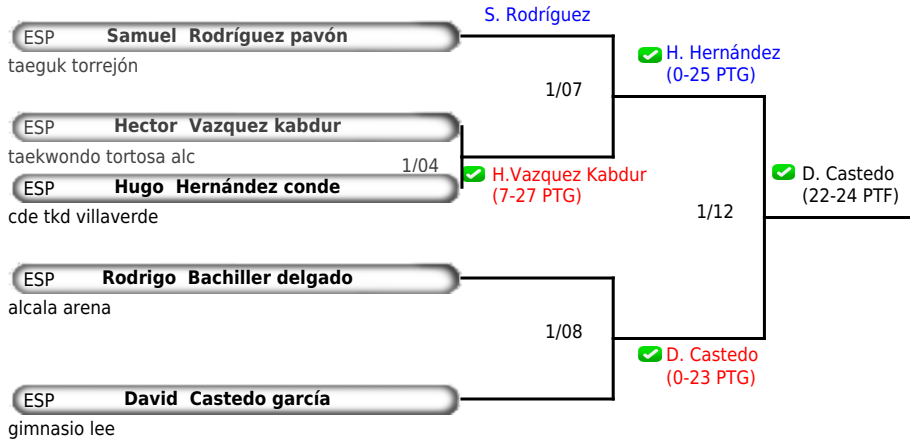 S. Rodríguez
ESP Samuel Rodríguez pavón
taeguk torrejón
H. Hernández
(0-25 PTG)
1/07
ESP Hector Vazquez kabdur
taekwondo tortosa alc
1/04
H.Vazquez Kabdur
(7-27 PTG)
ESP Hugo Hernández conde
cde tkd villaverde
D. Castedo
(22-24 PTF)
1/12
ESP Rodrigo Bachiller delgado
alcala arena
1/08
D. Castedo
(0-23 PTG)
ESP David Castedo garcía
gimnasio lee